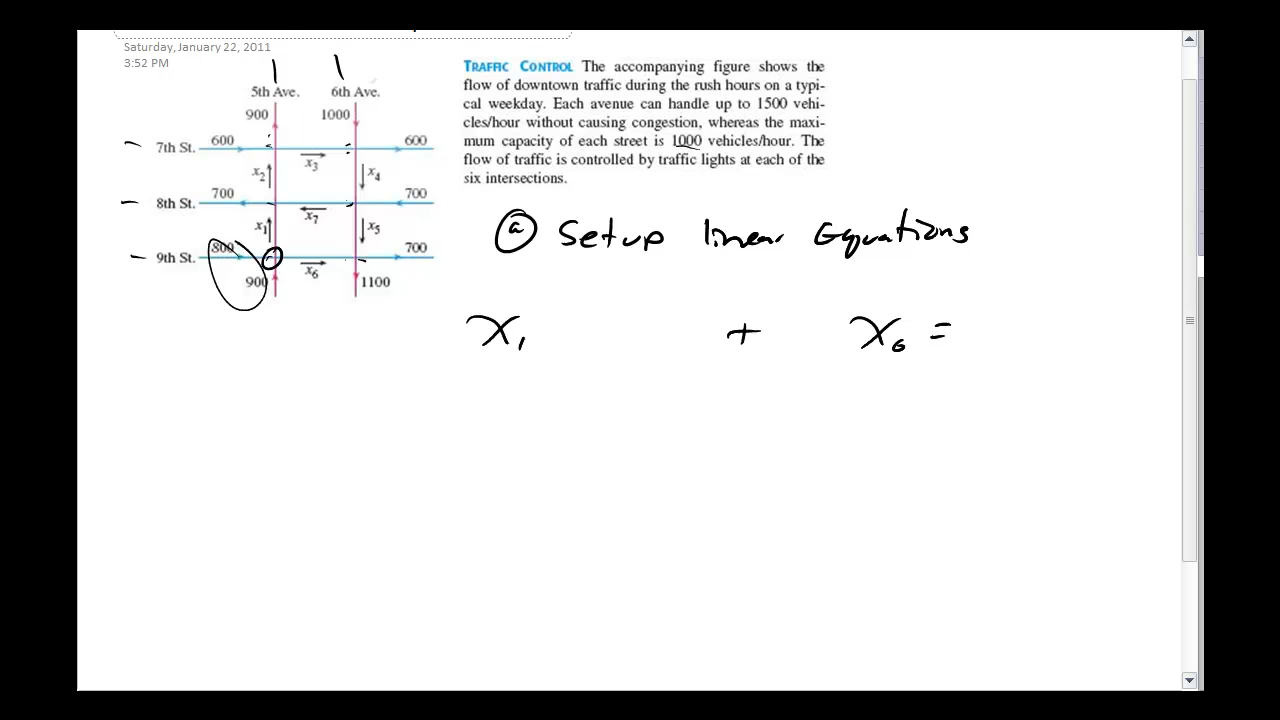 Saturday, January 22, 2011
3:52 PM
5th Ave. 6th Ave.
900 1000
7th St. 600 600
x3
x2 x4
8th St. 700 700
x7
x1 x5
9th St. 800 700
x6
900 1100
TRAFFIC CONTROL The accompanying figure shows the
flow of downtown traffic during the rush hours on a typi-
cal weekday. Each avenue can handle up to 1500 vehi-
cles/hour without causing congestion, whereas the maxi-
mum capacity of each street is 1000 vehicles/hour. The
flow of traffic is controlled by traffic lights at each of the
six intersections.
a Setup linear Equations
x1 + x6 =